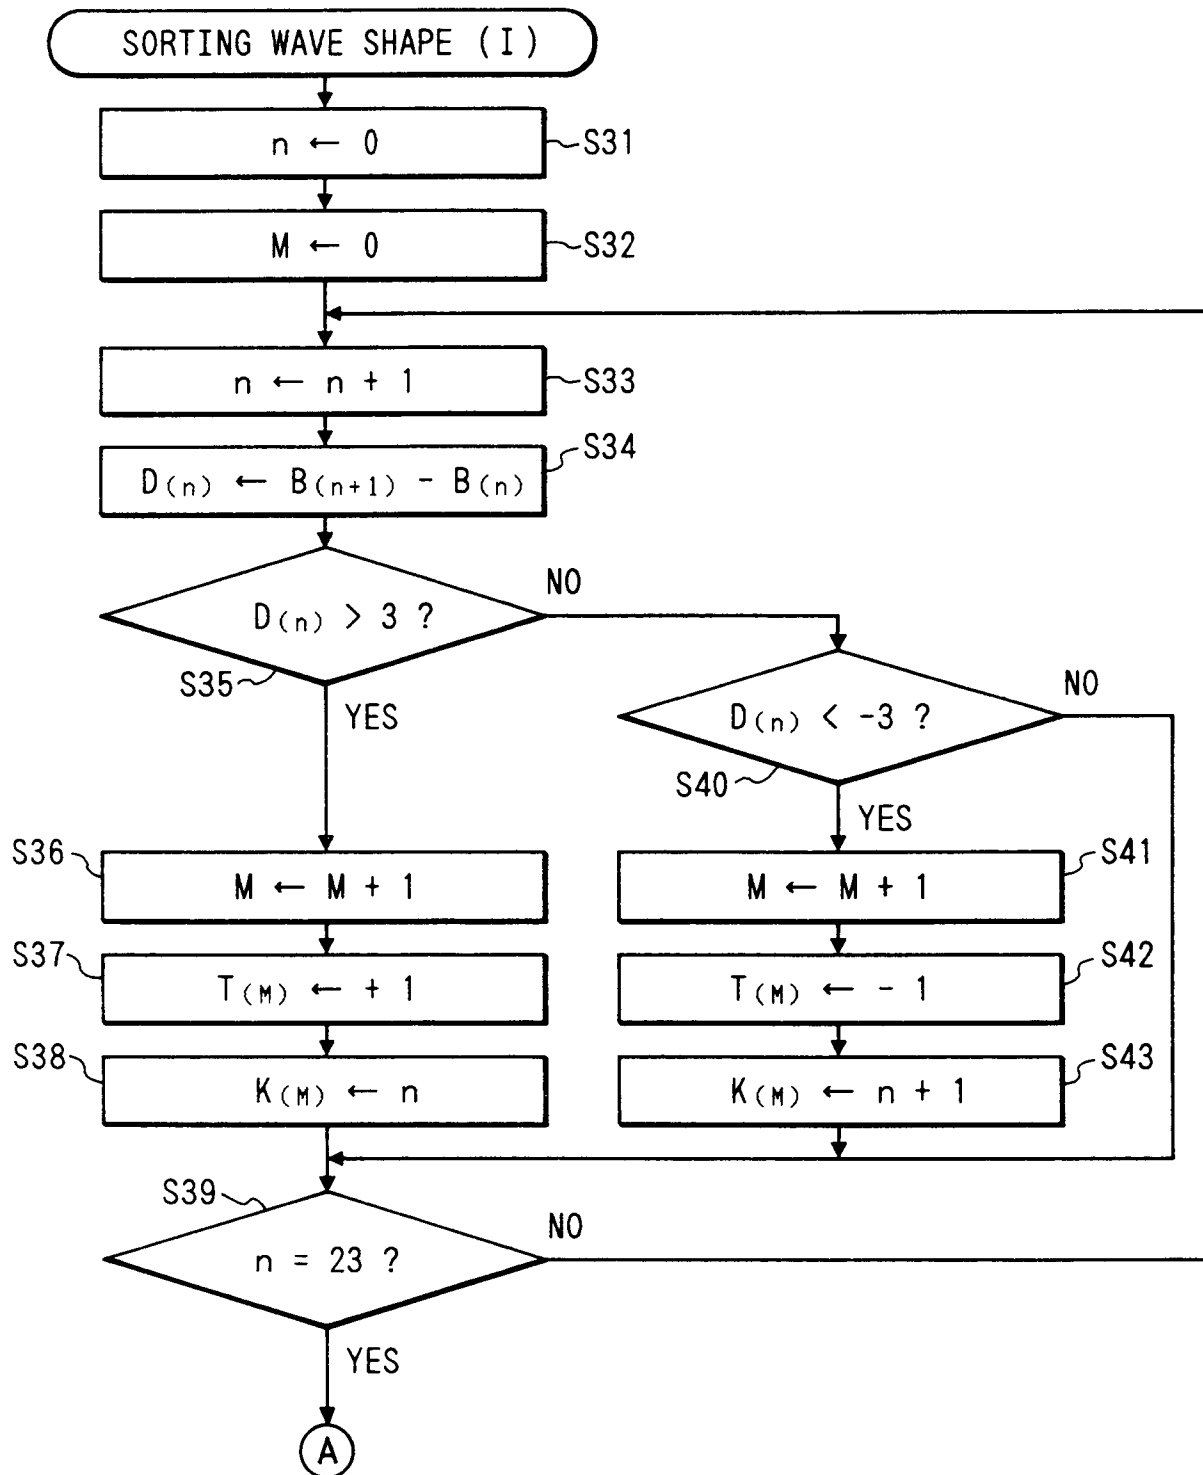 SORTING WAVE SHAPE (I)
n ← 0
S31
M ← 0
S32
n ← n + 1
S33
D(n) ← B(n+1) - B(n)
S34
D(n) > 3 ?
NO
S35
YES
D(n) < -3 ?
NO
S40
YES
S36
M ← M + 1
S37
T(M) ← + 1
S38
K(M) ← n
M ← M + 1
S41
T(M) ← - 1
S42
K(M) ← n + 1
S43
S39
n = 23 ?
NO
YES
A